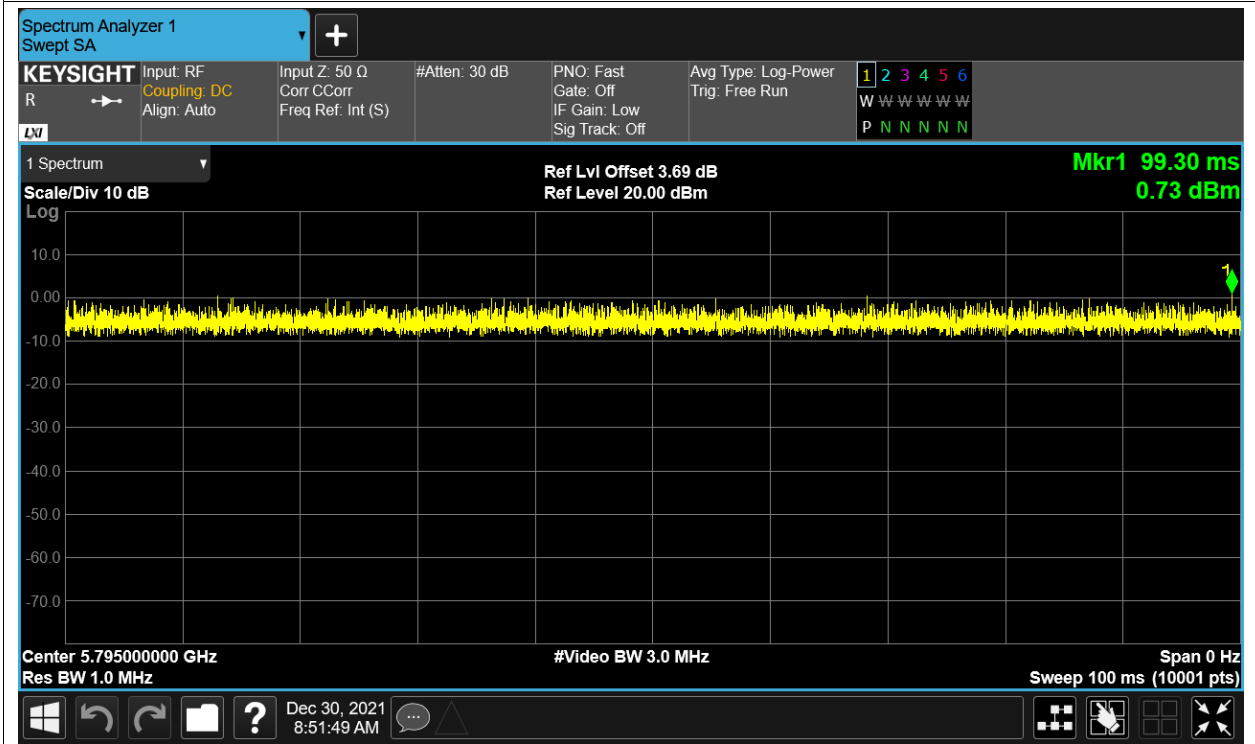 Spectrum Analyzer 1
Swept SA
+
KEYSIGHT
R
LXI
Input: RF
Coupling: DC
Align: Auto
Input Z: 50 Ω
Corr CCorr
Freq Ref: Int (S)
#Atten: 30 dB
PNO: Fast
Gate: Off
IF Gain: Low
Sig Track: Off
Avg Type: Log-Power
Trig: Free Run
1 2 3 4 5 6
W W W W W W
P N N N N N
1 Spectrum
Scale/Div 10 dB
Log
Ref Lvl Offset 3.69 dB
Ref Level 20.00 dBm
Mkr1 99.30 ms
0.73 dBm
10.0
0.00
-10.0
-20.0
-30.0
-40.0
-50.0
-60.0
-70.0
1
Center 5.795000000 GHz
Res BW 1.0 MHz
#Video BW 3.0 MHz
Span 0 Hz
Sweep 100 ms (10001 pts)
?
Dec 30, 2021
8:51:49 AM